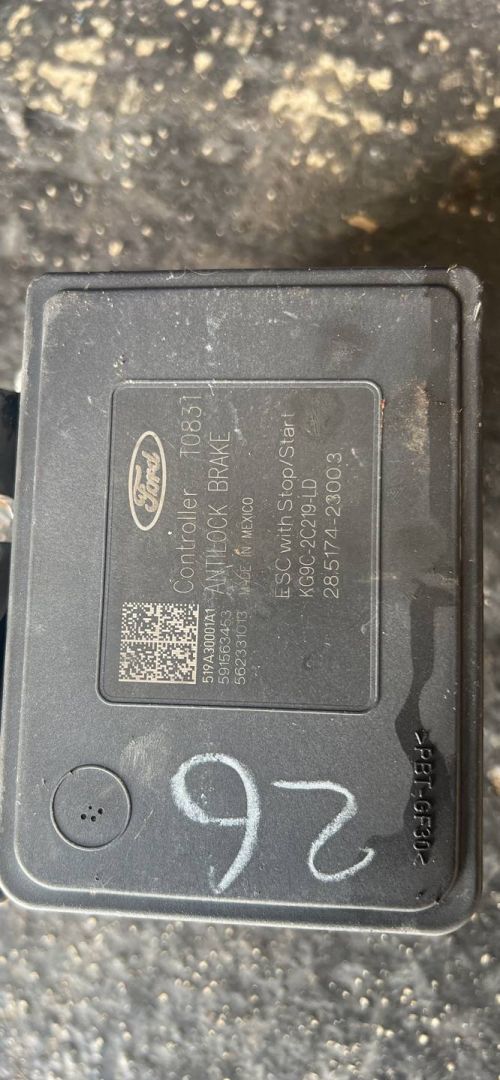 Ford
Controller T0831
ANTILOCK BRAKE
MADE IN MEXICO
519A30001A1
591563453
562331013
ESC with Stop/Start
KG9C-2C219-LD
28.5174-2300.3
26
>PBT-GF30<